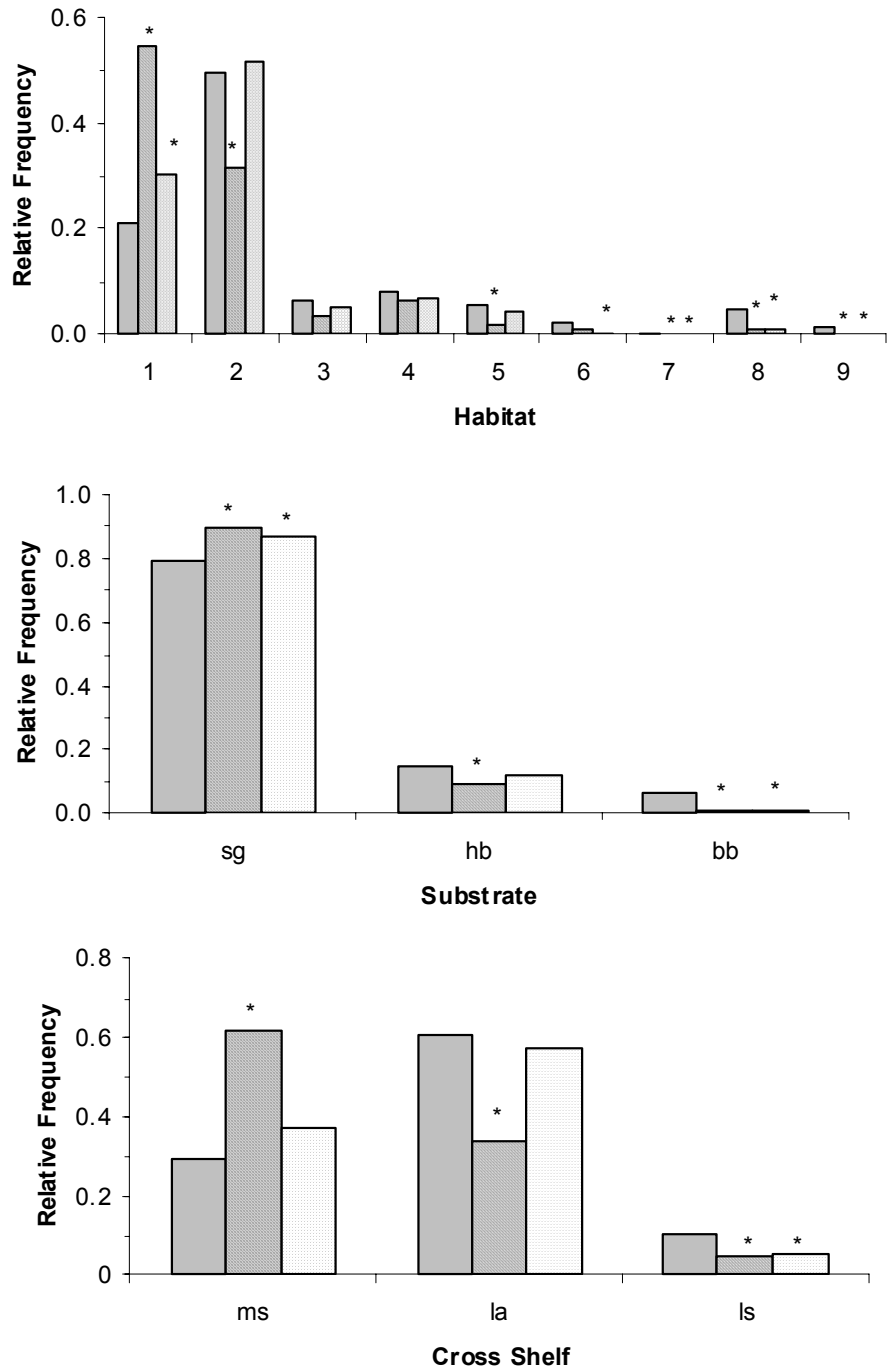 Relative Frequency
0.6
*
*
0.4
*
0.2
* * * * * * * *
0.0
1 2 3 4 5 6 7 8 9
Habitat
Relative Frequency
1.0
* *
0.8
0.6
0.4
0.2
* * *
0.0
sg hb bb
Substrate
Relative Frequency
0.8
*
0.6
0.4
*
0.2
* *
0
ms la ls
Cross Shelf